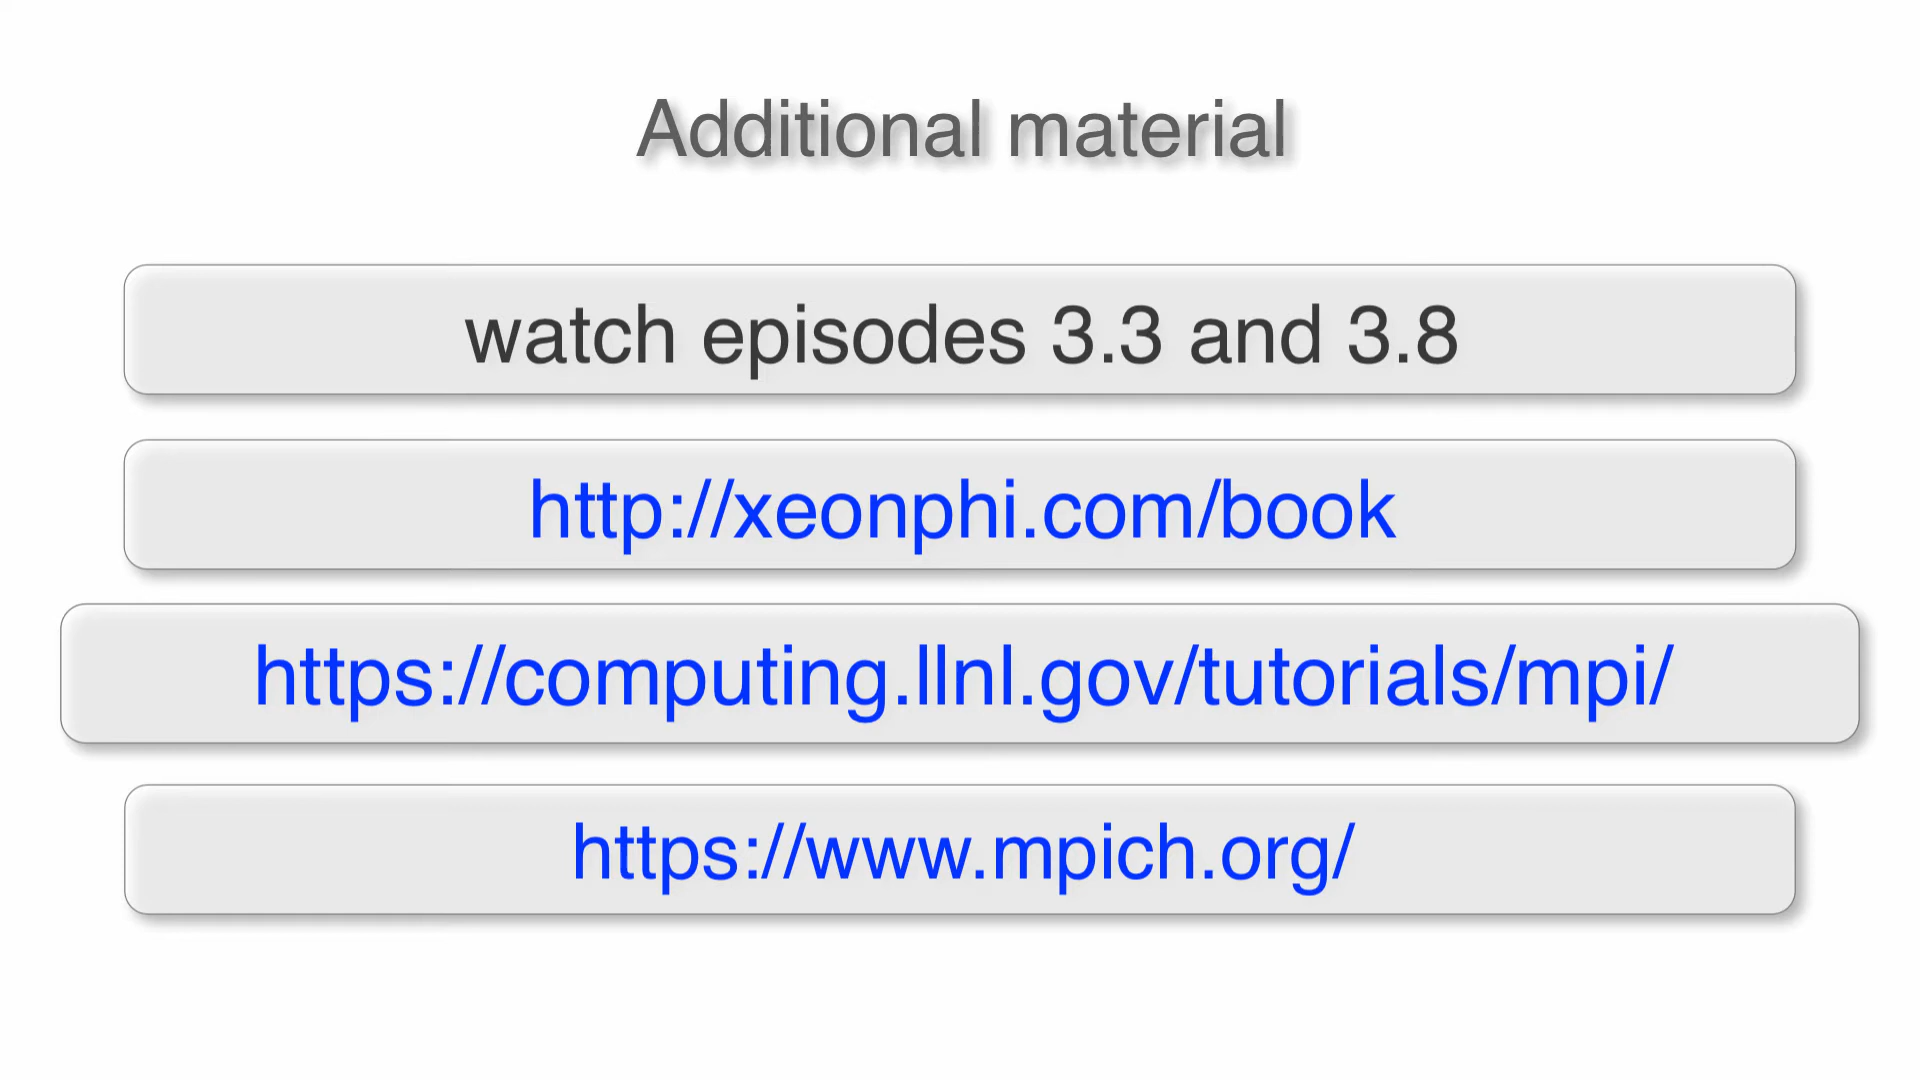 Additional material
watch episodes 3.3 and 3.8
http://xeonphi.com/book
https://computing.llnl.gov/tutorials/mpi/
https://www.mpich.org/